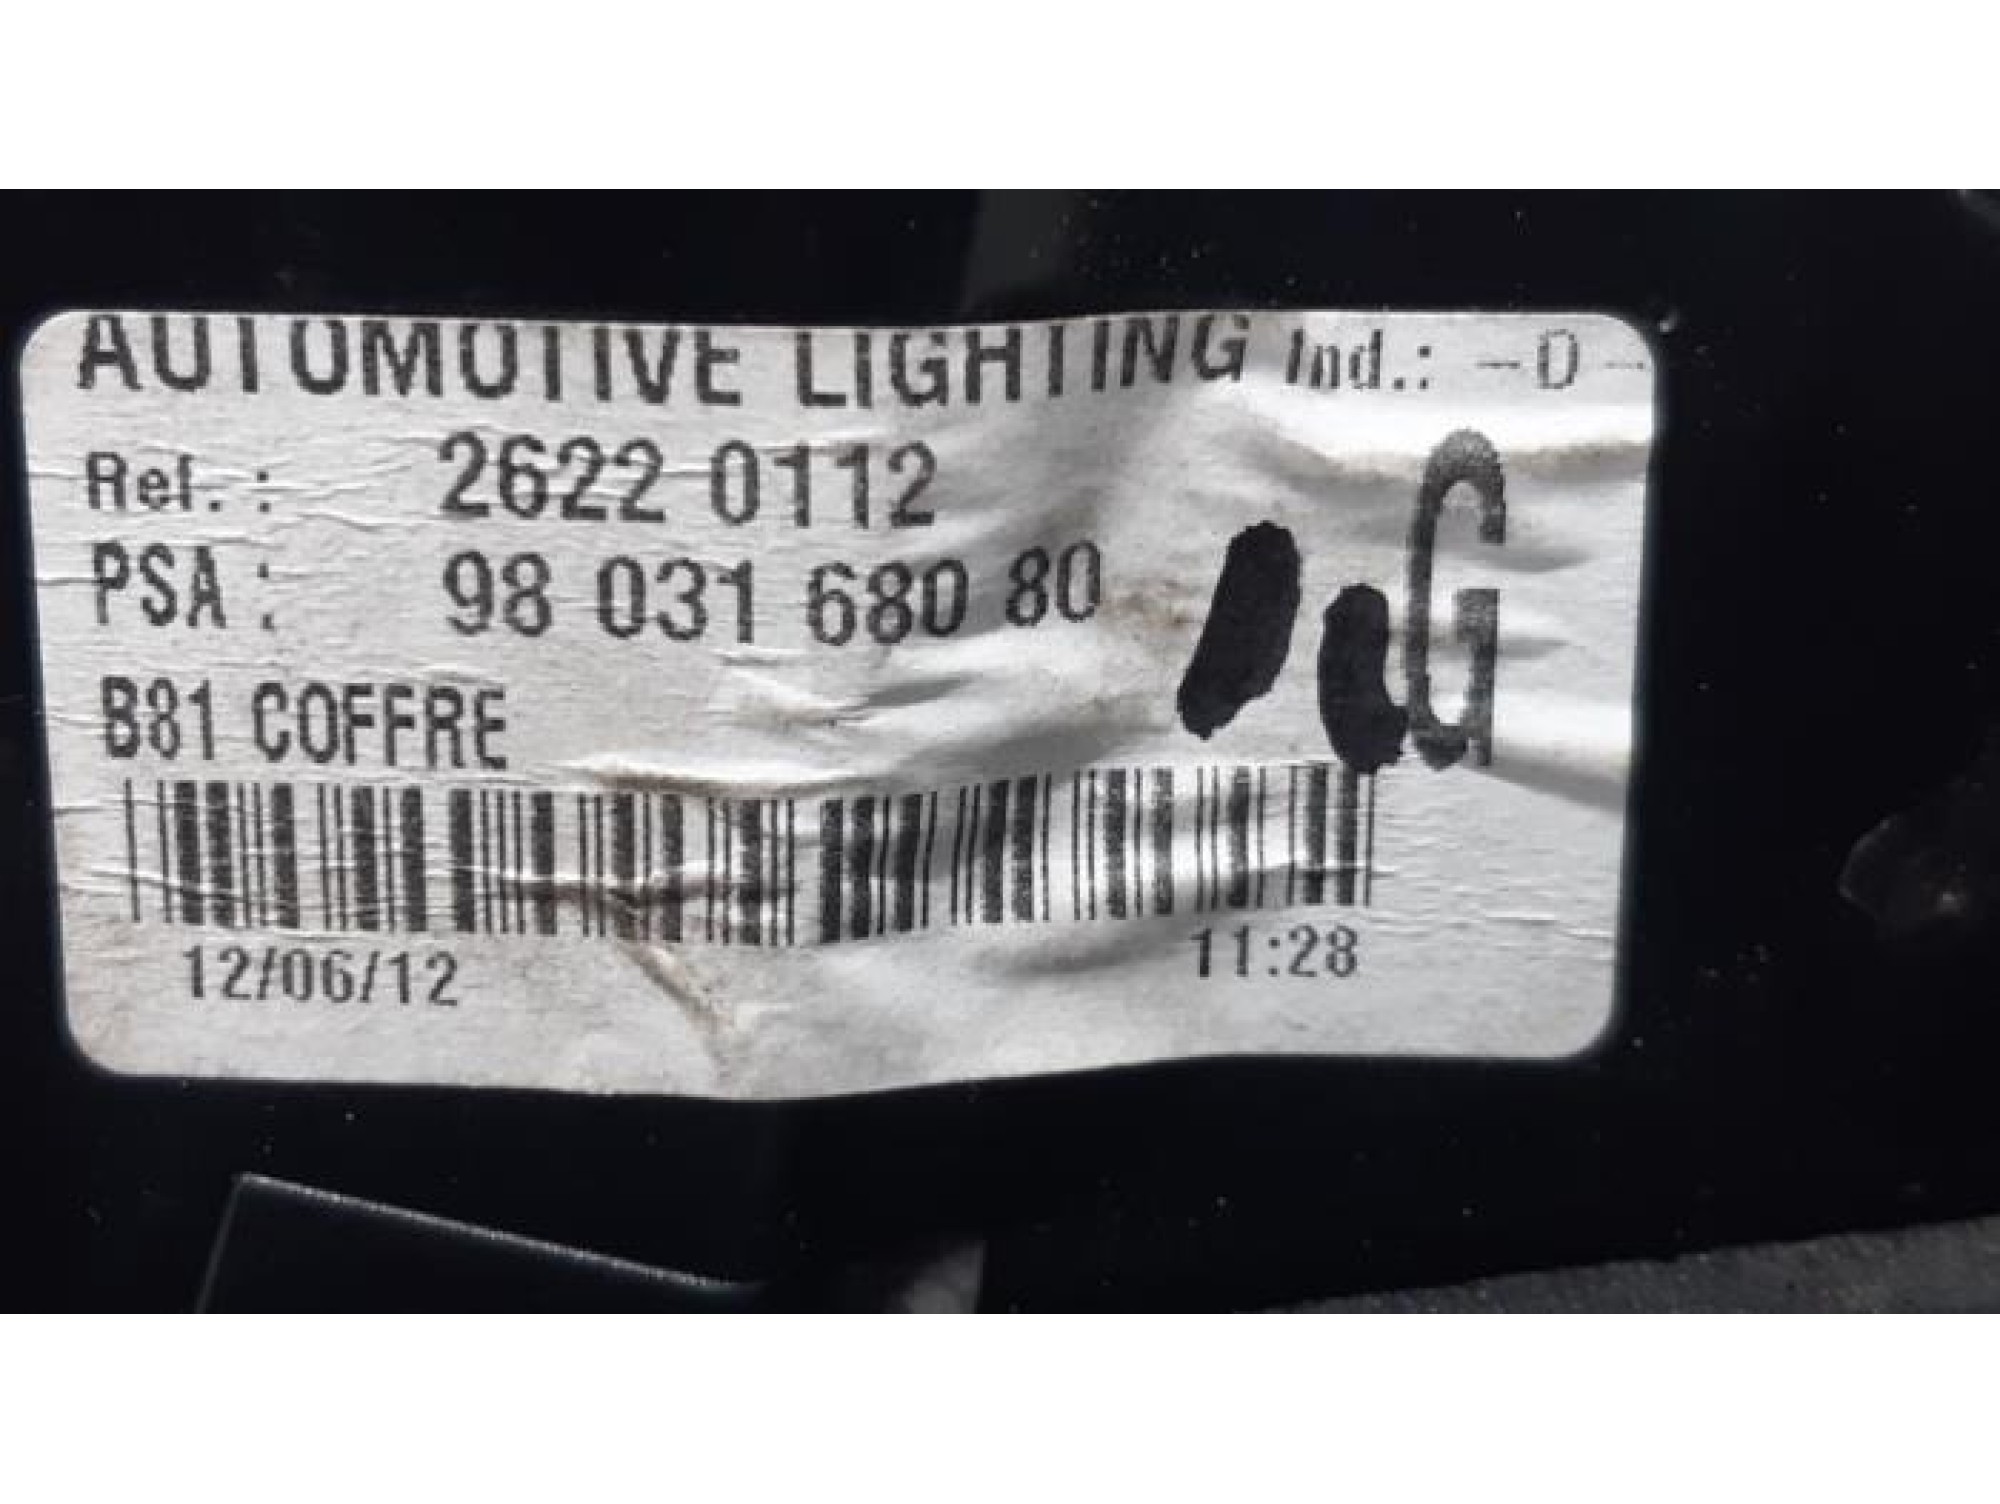 AUTOMOTIVE LIGHTING Ind.: -D-
Ref. : 2622 0112
PSA : 98 031 680 80
G
B81 COFFRE
12/06/12 11:28